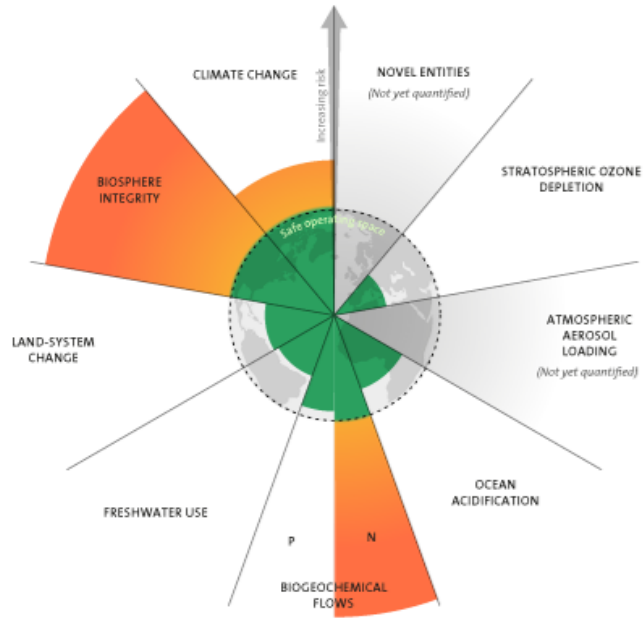 CLIMATE CHANGE
Increasing risk
NOVEL ENTITIES
(Not yet quantified)
STRATOSPHERIC OZONE
DEPLETION
BIOSPHERE
INTEGRITY
Safe operating space
LAND-SYSTEM
CHANGE
ATMOSPHERIC
AEROSOL
LOADING
(Not yet quantified)
FRESHWATER USE
OCEAN
ACIDIFICATION
P
N
BIOGEOCHEMICAL
FLOWS